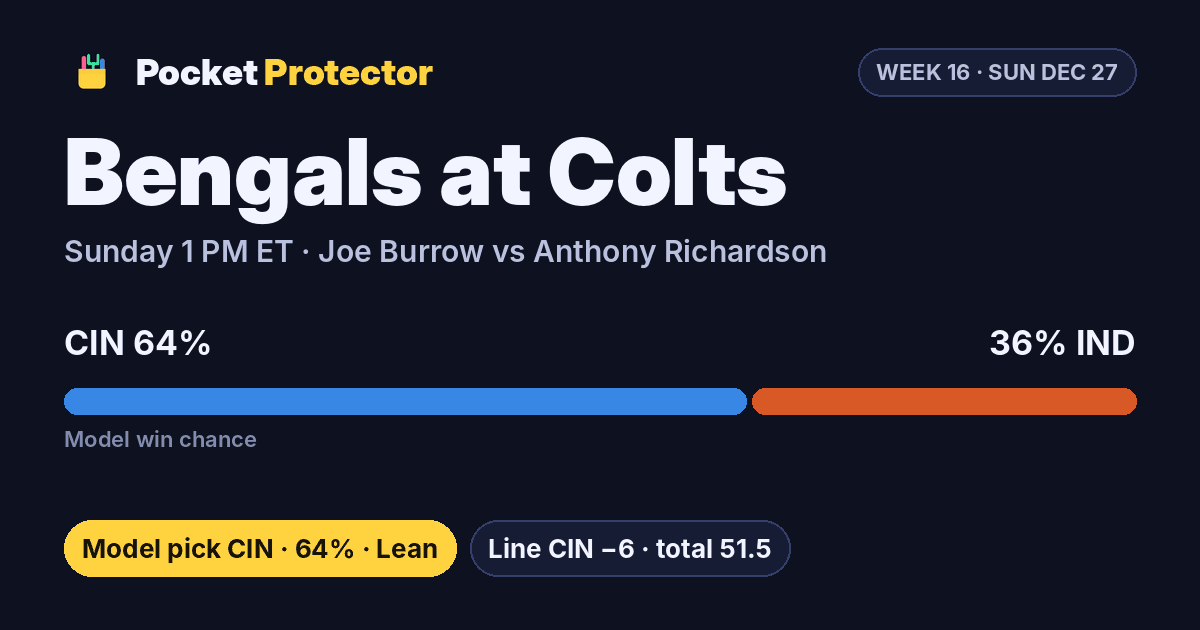 Pocket Protector
WEEK 16 · SUN DEC 27
Bengals at Colts
Sunday 1 PM ET · Joe Burrow vs Anthony Richardson
CIN 64%
36% IND
Model win chance
Model pick CIN · 64% · Lean
Line CIN −6 · total 51.5